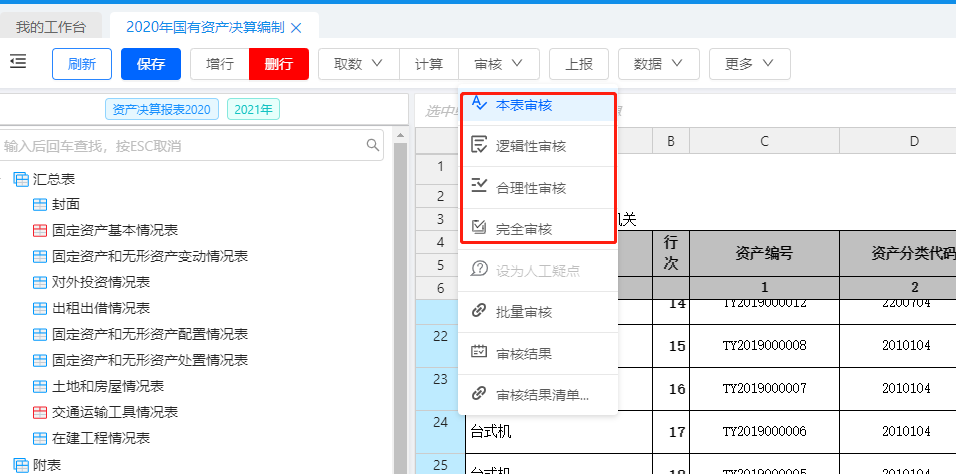 我的工作台 2020年国有资产决算编制
刷新 保存 增行 删行 取数 计算 审核 上报 数据 更多
资产决算报表2020 2021年
输入后回车查找，按ESC取消
汇总表
封面
固定资产基本情况表
固定资产和无形资产变动情况表
对外投资情况表
出租出借情况表
固定资产和无形资产配置情况表
固定资产和无形资产处置情况表
土地和房屋情况表
交通运输工具情况表
在建工程情况表
附表
选中
本表审核
逻辑性审核
合理性审核
完全审核
设为人工疑点
批量审核
审核结果
审核结果清单...
B C D
1
2
3 机关
4 行次 资产编号 资产分类代码
5
6 1 2
14 TY2019000012 2200704
22 15 TY2019000008 2010104
23 16 TY2019000007 2010104
24 台式机 17 TY2019000006 2010104
25 台式机 18 TY2019000005 2010104